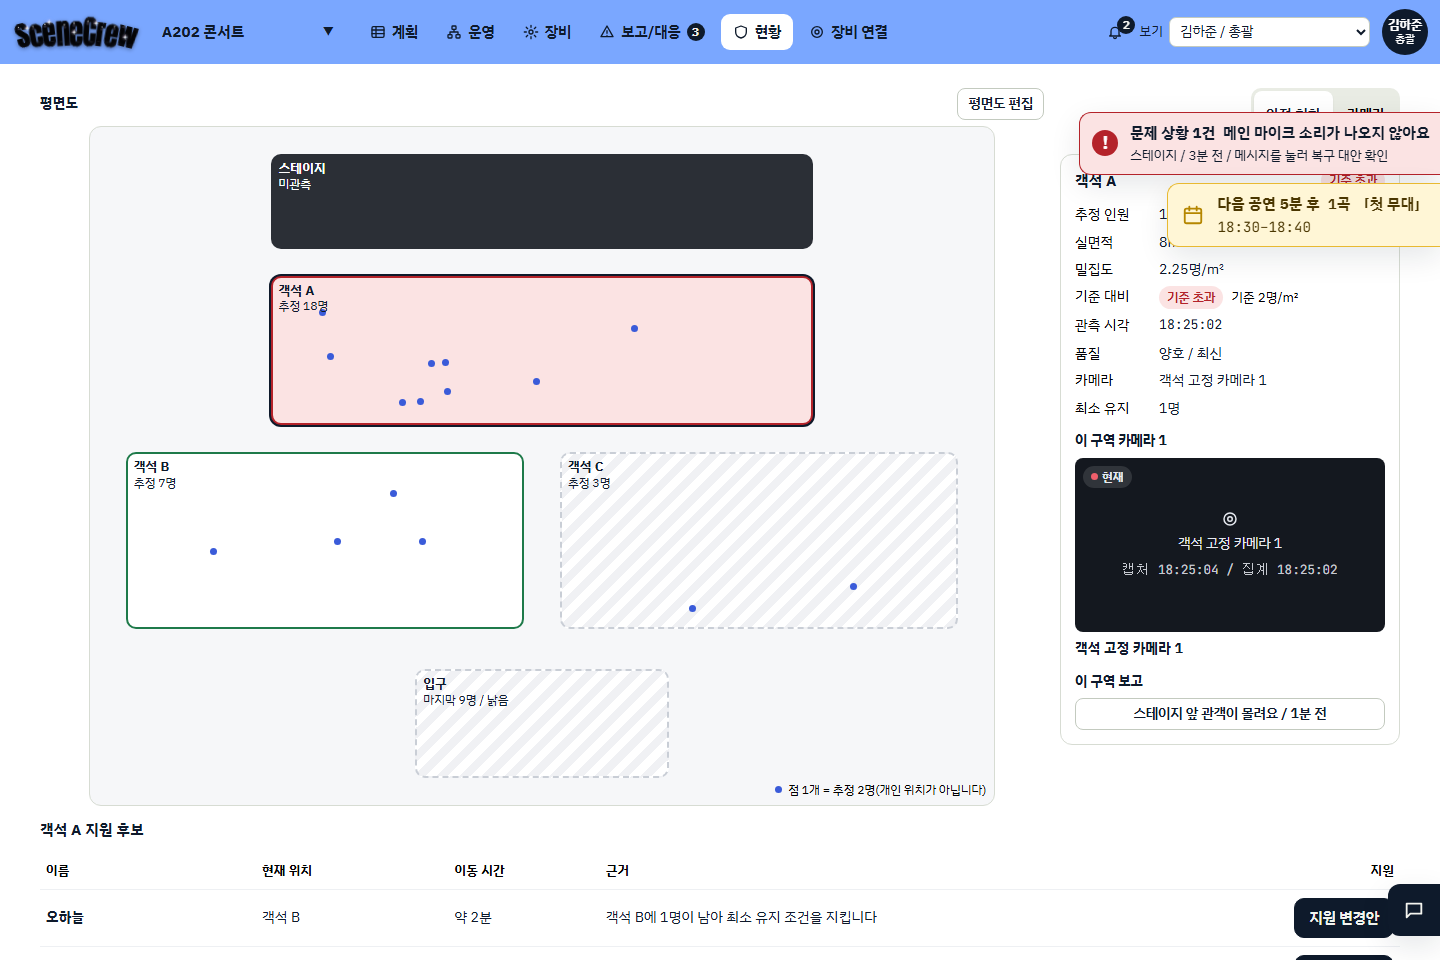 SceneCrew
A202 콘서트
계획
운영
장비
보고/대응 3
현황
장비 연결
2
보기
김하준 / 총괄
김하준
총괄
평면도
평면도 편집
문제 상황 1건 메인 마이크 소리가 나오지 않아요
스테이지 / 3분 전 / 메시지를 눌러 복구 대안 확인
다음 공연 5분 후 1곡 「첫 무대」
18:30–18:40
스테이지
미관측
객석 A
추정 18명
객석 B
추정 7명
객석 C
추정 3명
입구
마지막 9명 / 낡음
점 1개 = 추정 2명(개인 위치가 아닙니다)
객석 A
기준 초과
추정 인원
실면적
밀집도 2.25명/m²
기준 대비 기준 초과 기준 2명/m²
관측 시각 18:25:02
품질 양호 / 최신
카메라 객석 고정 카메라 1
최소 유지 1명
이 구역 카메라 1
현재
객석 고정 카메라 1
캡처 18:25:04 / 집계 18:25:02
객석 고정 카메라 1
이 구역 보고
스테이지 앞 관객이 몰려요 / 1분 전
객석 A 지원 후보
이름 현재 위치 이동 시간 근거 지원
오하늘 객석 B 약 2분 객석 B에 1명이 남아 최소 유지 조건을 지킵니다 지원 변경안